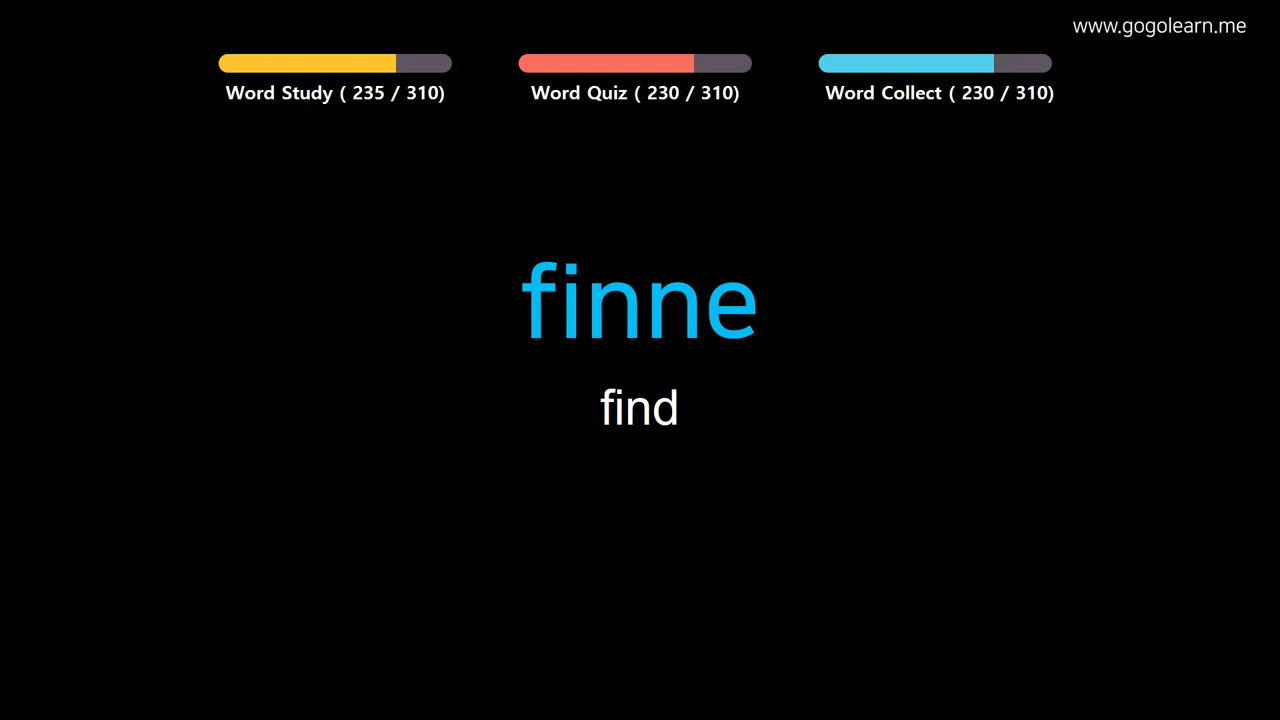 www.gogolearn.me
Word Study ( 235 / 310)
Word Quiz ( 230 / 310)
Word Collect ( 230 / 310)
finne
find